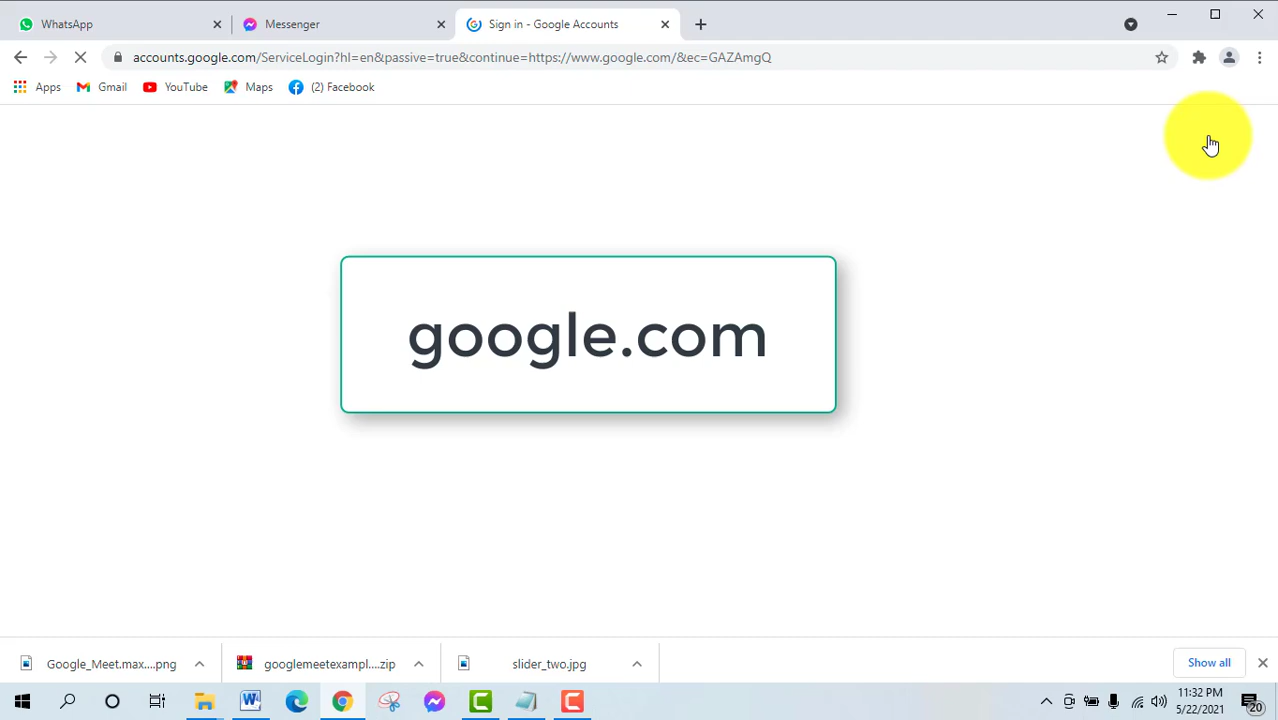 WhatsApp
Messenger
Sign in - Google Accounts
accounts.google.com/ServiceLogin?hl=en&passive=true&continue=https://www.google.com/&ec=GAZAmgQ
Apps
Gmail
YouTube
Maps
(2) Facebook
google.com
Google_Meet.max....png
googlemeetexampl....zip
slider_two.jpg
Show all
11:32 PM
5/22/2021
20